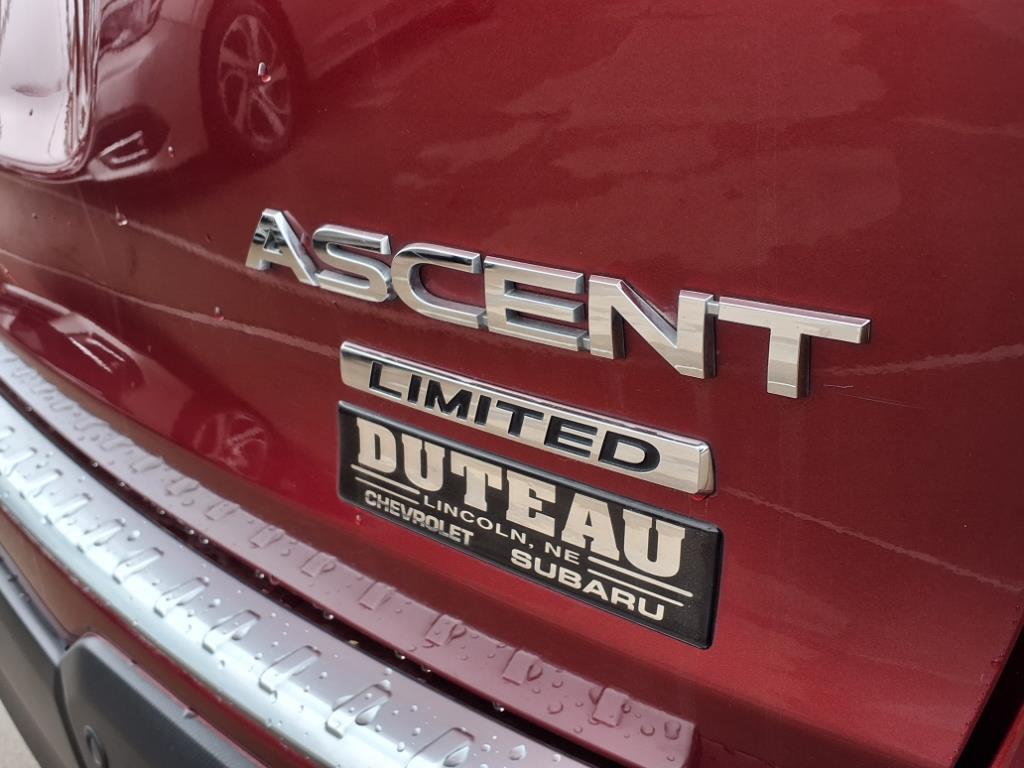 ASCENT
LIMITED
DUTEAU
LINCOLN, NE
CHEVROLET
SUBARU